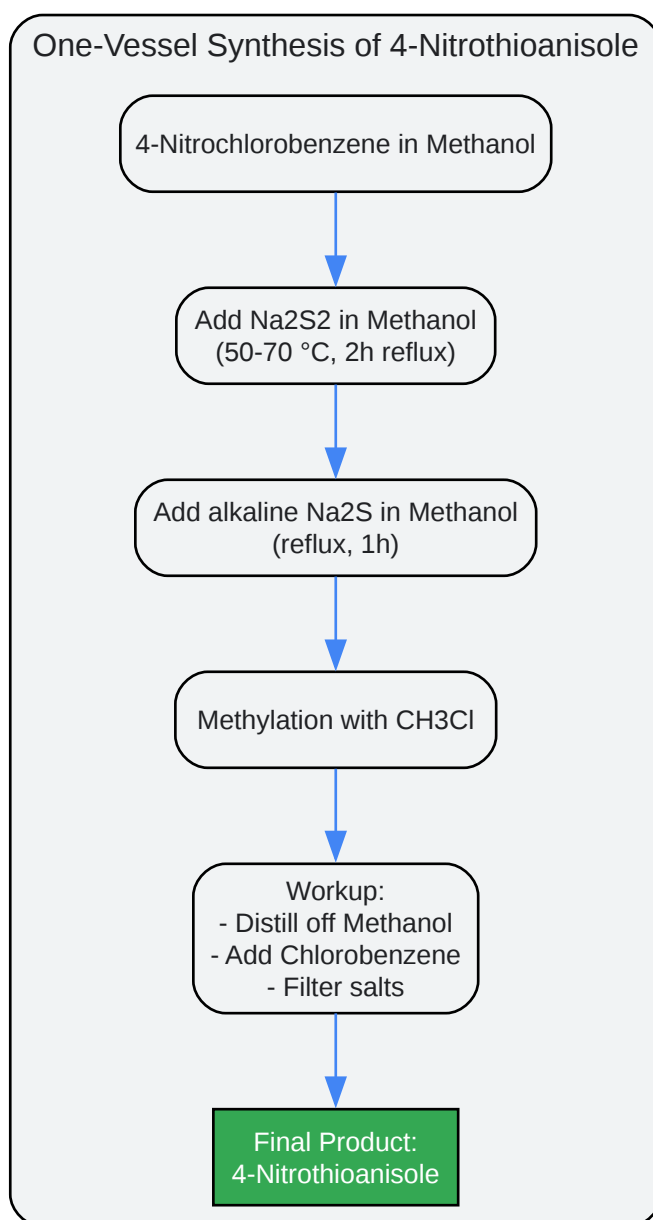 One-Vessel Synthesis of 4-Nitrothioanisole
4-Nitrochlorobenzene in Methanol
Add Na2S2 in Methanol
(50-70 °C, 2h reflux)
Add alkaline Na2S in Methanol
(reflux, 1h)
Methylation with CH3Cl
Workup:
- Distill off Methanol
- Add Chlorobenzene
- Filter salts
Final Product:
4-Nitrothioanisole